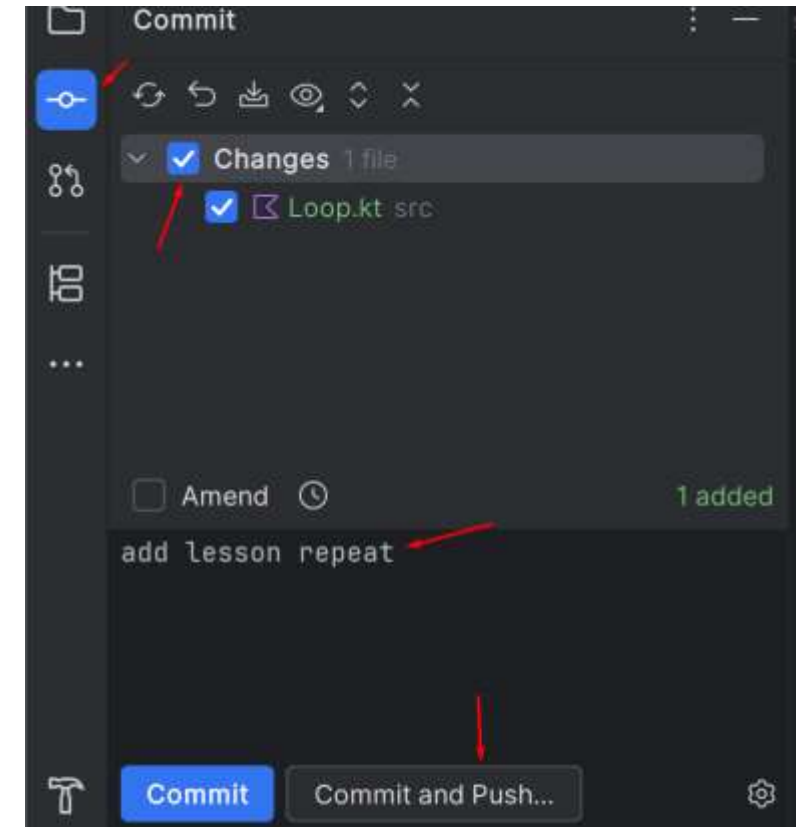 Commit
Changes 1 file
Loop.kt src
Amend
1 added
add lesson repeat
Commit
Commit and Push...